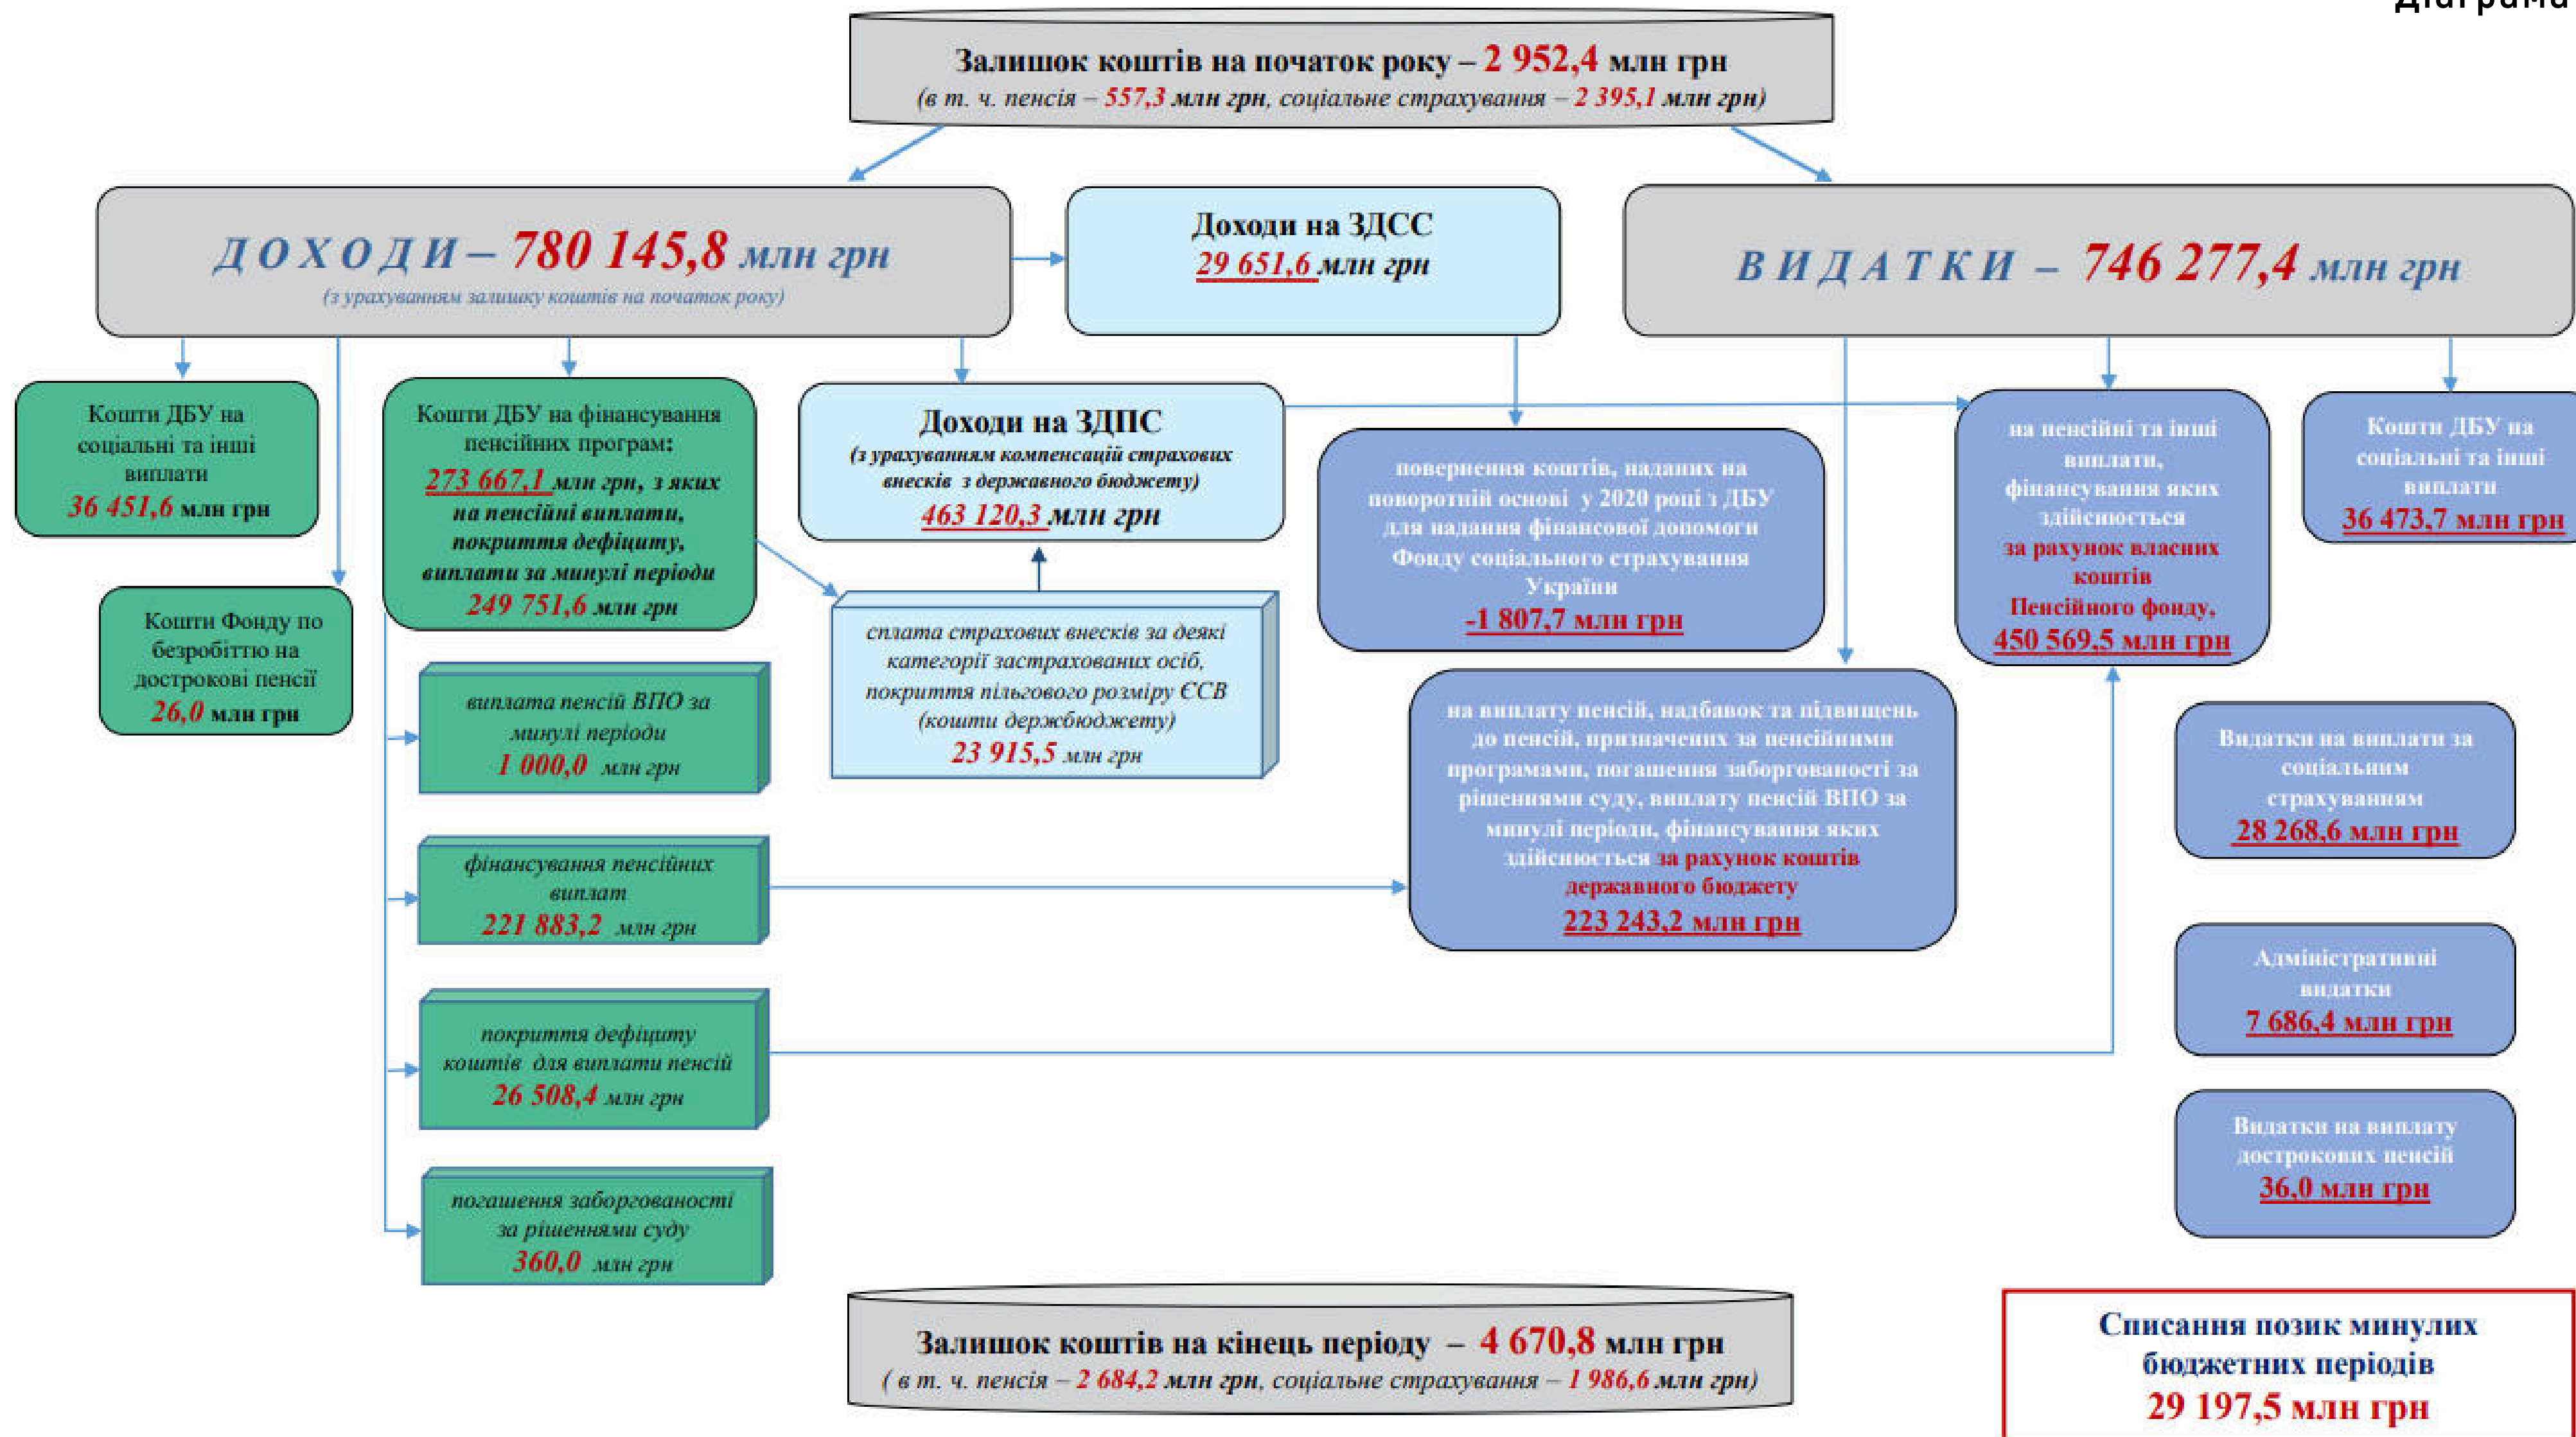 Діаграма
Залишок коштів на початок року – 2 952,4 млн грн
(в т. ч. пенсія – 557,3 млн грн, соціальне страхування – 2 395,1 млн грн)
Д О Х О Д И – 780 145,8 млн грн
(з урахуванням залишку коштів на початок року)
Доходи на ЗДСС
29 651,6 млн грн
В И Д А Т К И – 746 277,4 млн грн
Кошти ДБУ на
соціальні та інші
виплати
36 451,6 млн грн
Кошти Фонду по
безробіттю на
дострокові пенсії
26,0 млн грн
Кошти ДБУ на фінансування
пенсійних програм:
273 667,1 млн грн, з яких
на пенсійні виплати,
покриття дефіциту,
виплати за минулі періоди
249 751,6 млн грн
Доходи на ЗДПС
(з урахуванням компенсацій страхових
внесків з державного бюджету)
463 120,3 млн грн
сплата страхових внесків за деякі
категорії застрахованих осіб,
покриття пільгового розміру ЄСВ
(кошти держбюджету)
23 915,5 млн грн
виплата пенсій ВПО за
минулі періоди
1 000,0 млн грн
фінансування пенсійних
виплат
221 883,2 млн грн
покриття дефіциту
коштів для виплати пенсій
26 508,4 млн грн
погашення заборгованості
за рішеннями суду
360,0 млн грн
повернення коштів, наданих на
поворотній основі у 2020 році з ДБУ
для надання фінансової допомоги
Фонду соціального страхування
України
-1 807,7 млн грн
на виплату пенсій, надбавок та підвищень
до пенсій, призначених за пенсійними
програмами, погашення заборгованості за
рішеннями суду, виплату пенсій ВПО за
минулі періоди, фінансування яких
здійснюється за рахунок коштів
державного бюджету
223 243,2 млн грн
на пенсійні та інші
виплати,
фінансування яких
здійснюється
за рахунок власних
коштів
Пенсійного фонду,
450 569,5 млн грн
Кошти ДБУ на
соціальні та інші
виплати
36 473,7 млн грн
Видатки на виплати за
соціальним
страхуванням
28 268,6 млн грн
Адміністративні
видатки
7 686,4 млн грн
Видатки на виплату
дострокових пенсій
36,0 млн грн
Залишок коштів на кінець періоду – 4 670,8 млн грн
( в т. ч. пенсія – 2 684,2 млн грн, соціальне страхування – 1 986,6 млн грн)
Списання позик минулих
бюджетних періодів
29 197,5 млн грн